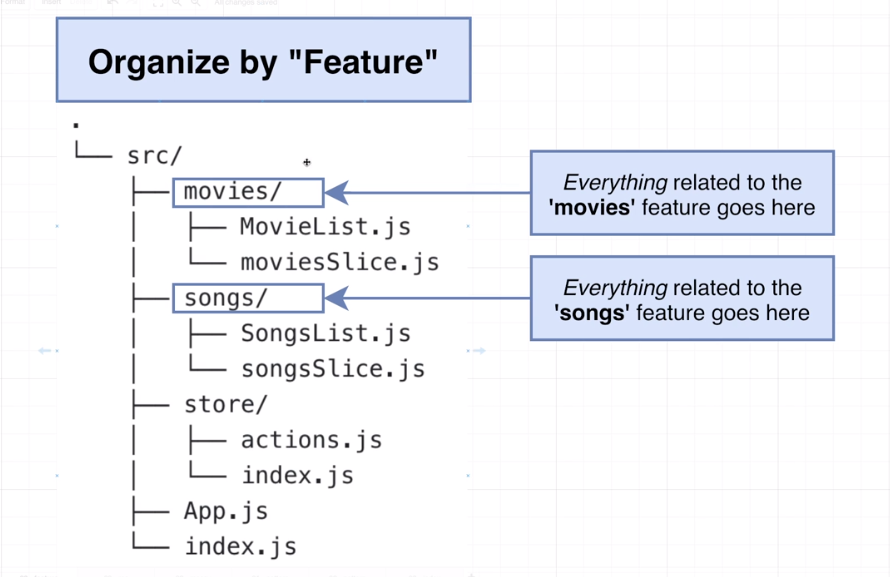 Organize by "Feature"
.
└── src/
├── movies/
│ ├── MovieList.js
│ └── moviesSlice.js
├── songs/
│ ├── SongsList.js
│ └── songsSlice.js
├── store/
│ ├── actions.js
│ └── index.js
├── App.js
└── index.js
Everything related to the
'movies' feature goes here
Everything related to the
'songs' feature goes here